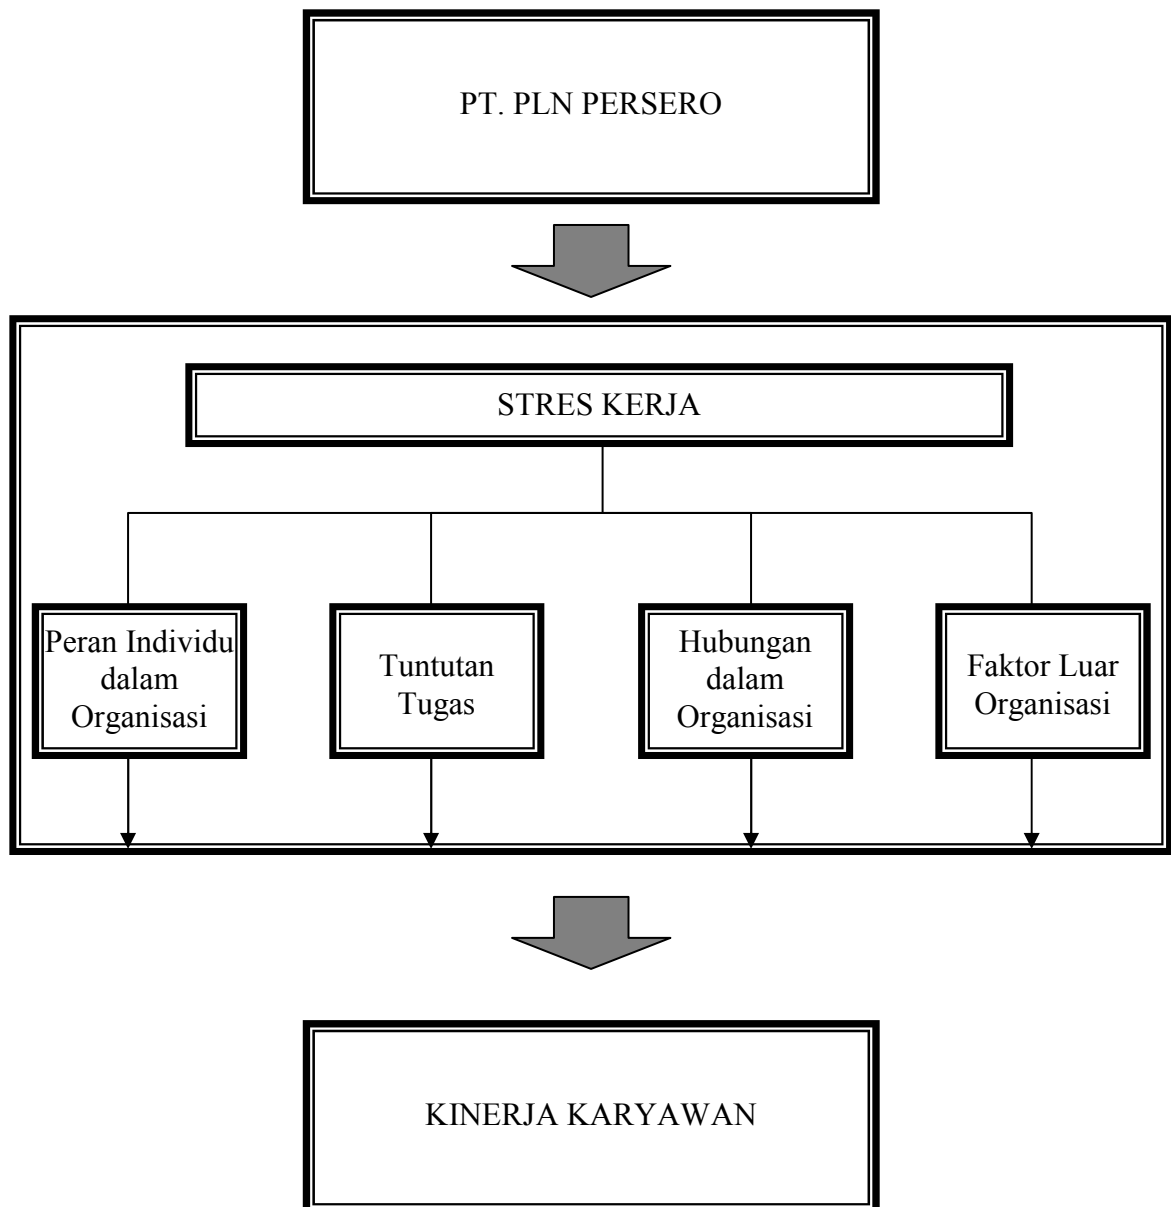 PT. PLN PERSERO
STRES KERJA
Peran Individu
dalam
Organisasi
Tuntutan
Tugas
Hubungan
dalam
Organisasi
Faktor Luar
Organisasi
KINERJA KARYAWAN